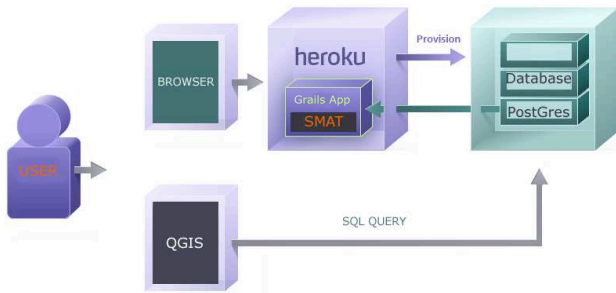 Provision
heroku
BROWSER
Database
Grails App
PostGres
SMAT
USER
SQL QUERY
QGIS